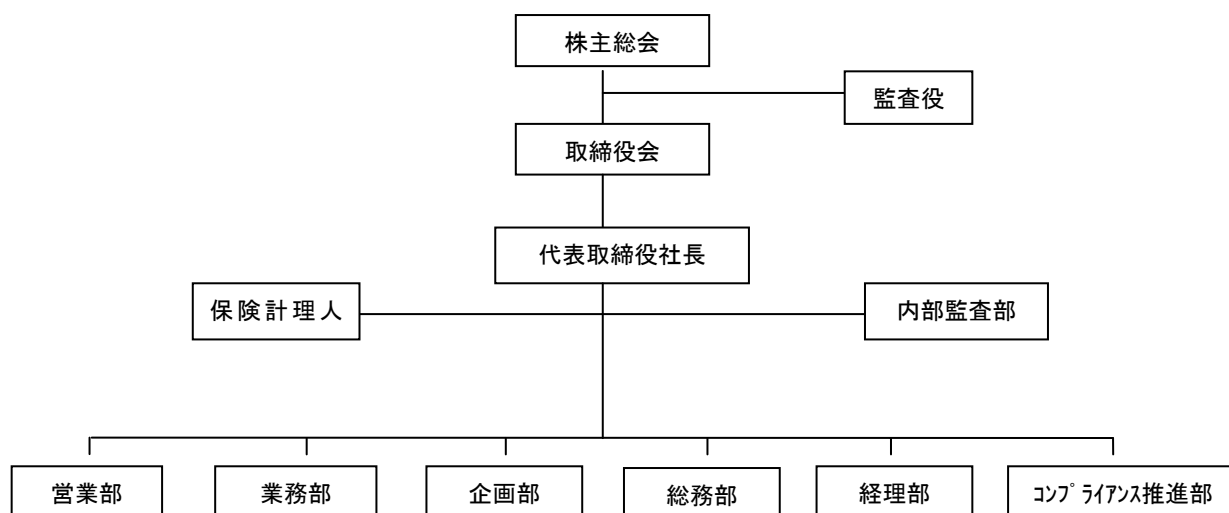 株主総会
監査役
取締役会
代表取締役社長
保険計理人
内部監査部
営業部
業務部
企画部
総務部
経理部
ｺﾝﾌﾟﾗｲｱﾝｽ推進部